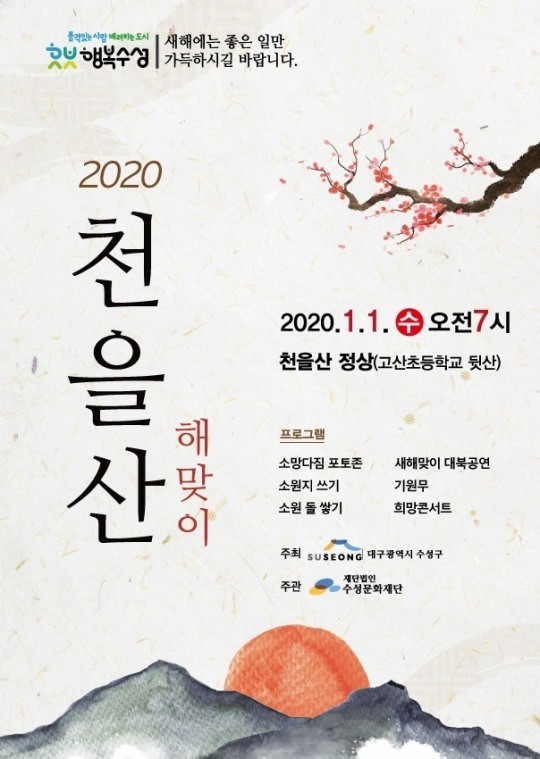 품격있는사람 배려하는도시
행복수성
새해에는 좋은 일만
가득하시길 바랍니다.
2020
천을산
해맞이
2020.1.1. 수 오전7시
천을산 정상(고산초등학교 뒷산)
프로그램
소망다짐 포토존 새해맞이 대북공연
소원지 쓰기 기원무
소원 돌 쌓기 희망콘서트
주최 SUSEONG 대구광역시 수성구
주관 재단법인
수성문화재단